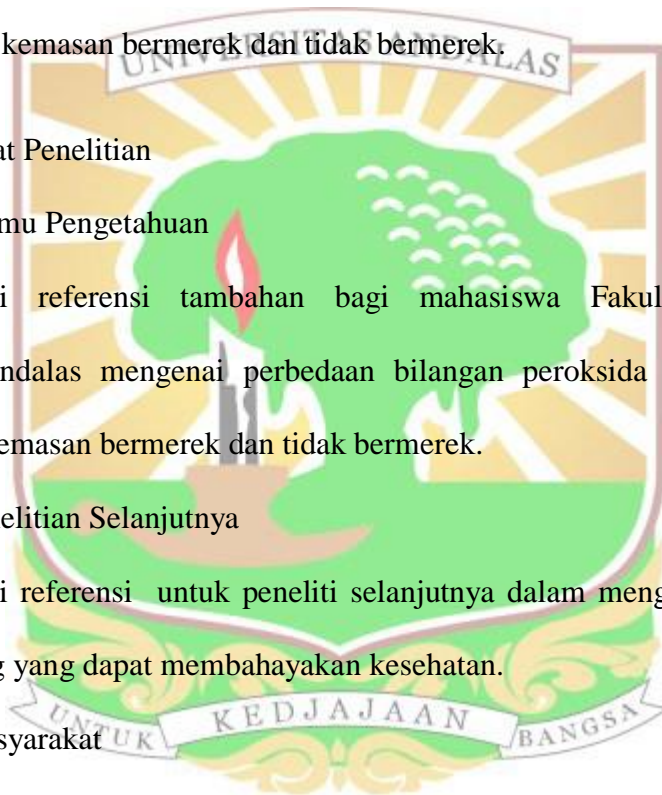 kemasan bermerek dan tidak bermerek.
UNIVERSITAS ANDALAS
at Penelitian
mu Pengetahuan
i referensi tambahan bagi mahasiswa Fakul
ndalas mengenai perbedaan bilangan peroksida
emasan bermerek dan tidak bermerek.
elitian Selanjutnya
i referensi untuk peneliti selanjutnya dalam meng
g yang dapat membahayakan kesehatan.
UNTUK KEDJAJAAN BANGSA
syarakat